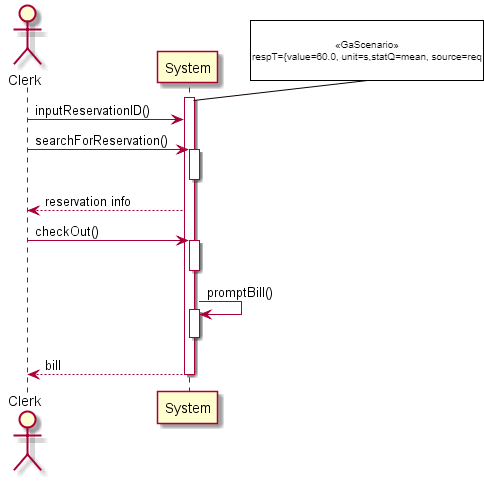 «GaScenario»
respT={value=60.0, unit=s,statQ=mean, source=req
Clerk
System
inputReservationID()
searchForReservation()
reservation info
checkOut()
promptBill()
bill
Clerk
System